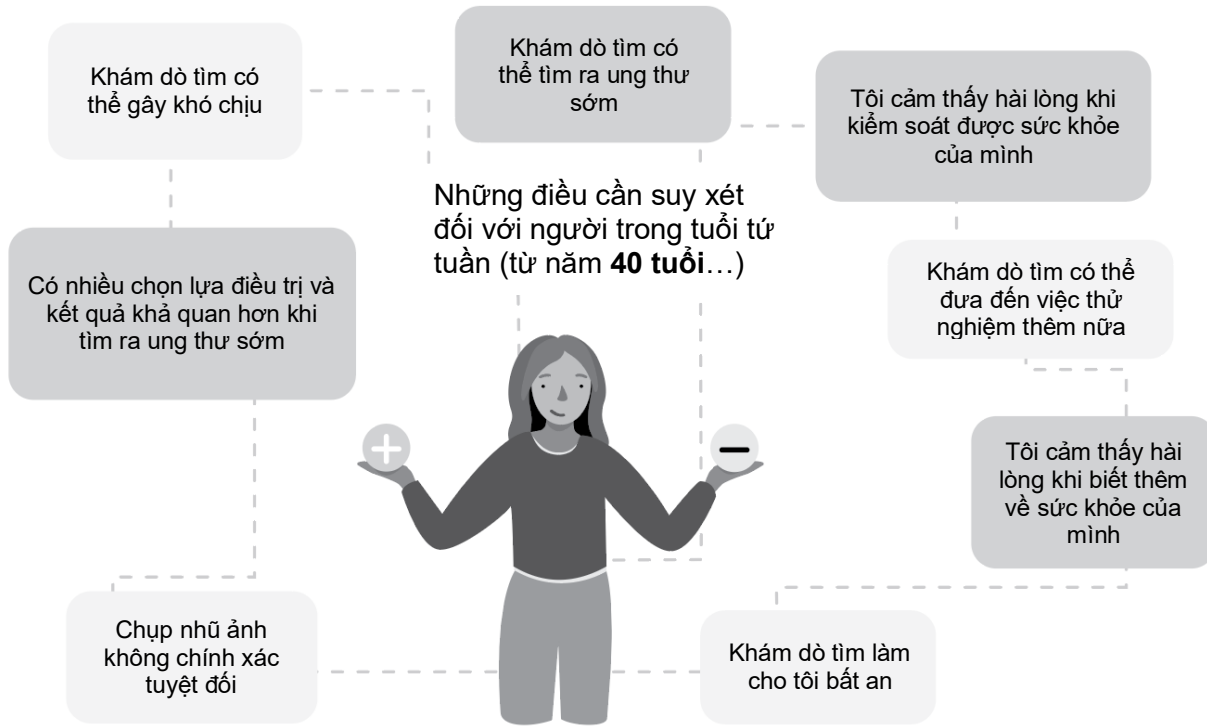 Khám dò tìm có
thể gây khó chịu
Khám dò tìm có
thể tìm ra ung thư
sớm
Tôi cảm thấy hài lòng khi
kiểm soát được sức khỏe
của mình
Những điều cần suy xét
đối với người trong tuổi tứ
tuần (từ năm 40 tuổi…)
Có nhiều chọn lựa điều trị và
kết quả khả quan hơn khi
tìm ra ung thư sớm
Khám dò tìm có thể
đưa đến việc thử
nghiệm thêm nữa
Tôi cảm thấy hài
lòng khi biết thêm
về sức khỏe của
mình
Chụp nhũ ảnh
không chính xác
tuyệt đối
Khám dò tìm làm
cho tôi bất an